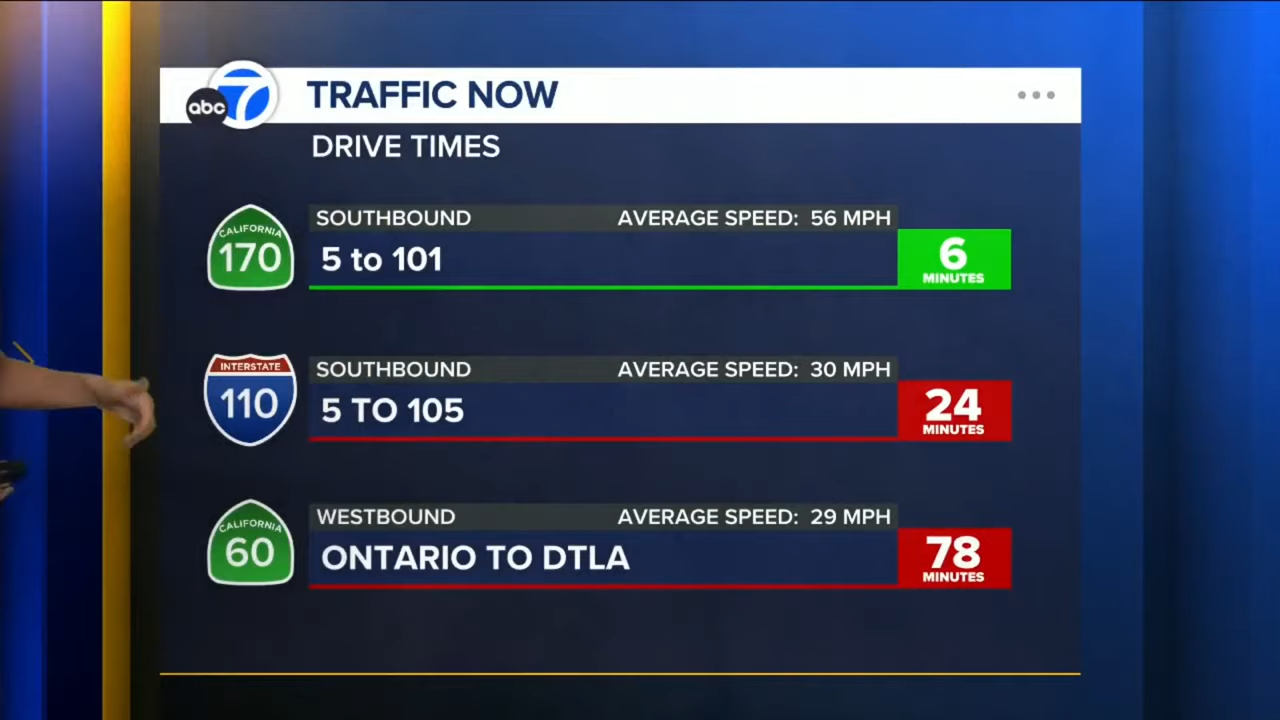 abc 7 TRAFFIC NOW
DRIVE TIMES
CALIFORNIA
170
SOUTHBOUND AVERAGE SPEED: 56 MPH
5 to 101
6
MINUTES
INTERSTATE
110
SOUTHBOUND AVERAGE SPEED: 30 MPH
5 TO 105
24
MINUTES
CALIFORNIA
60
WESTBOUND AVERAGE SPEED: 29 MPH
ONTARIO TO DTLA
78
MINUTES